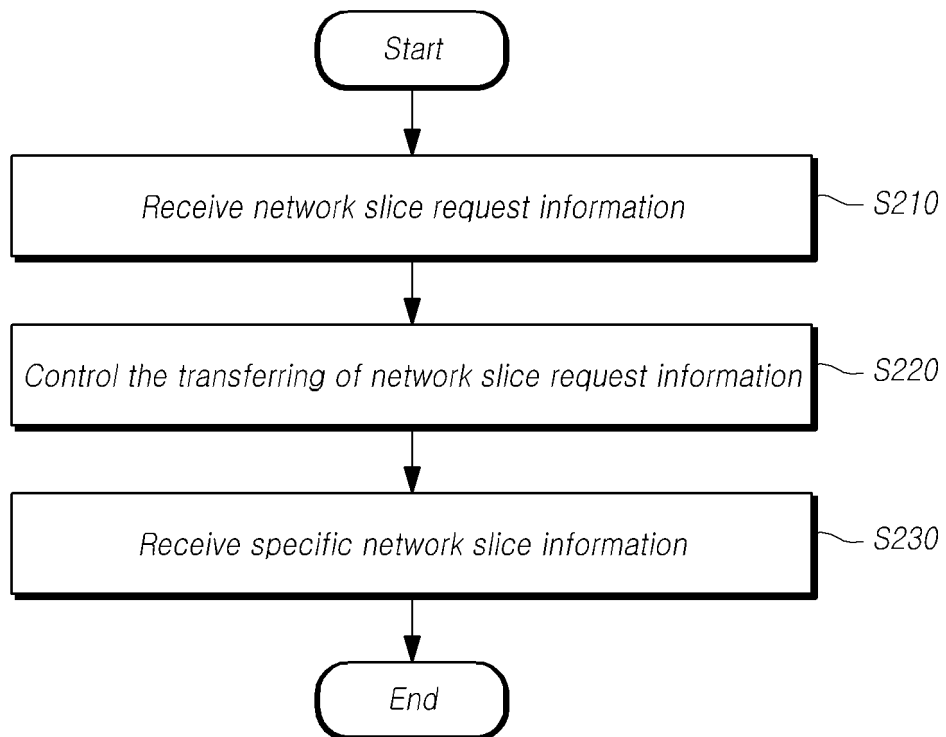 Start
Receive network slice request information
S210
Control the transferring of network slice request information
S220
Receive specific network slice information
S230
End